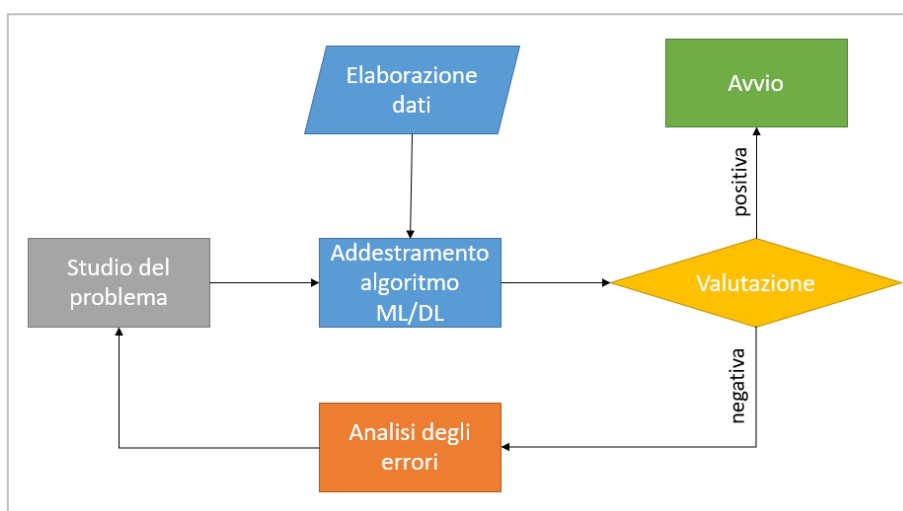 Elaborazione
dati
Avvio
positiva
Studio del
problema
Addestramento
algoritmo
ML/DL
Valutazione
negativa
Analisi degli
errori